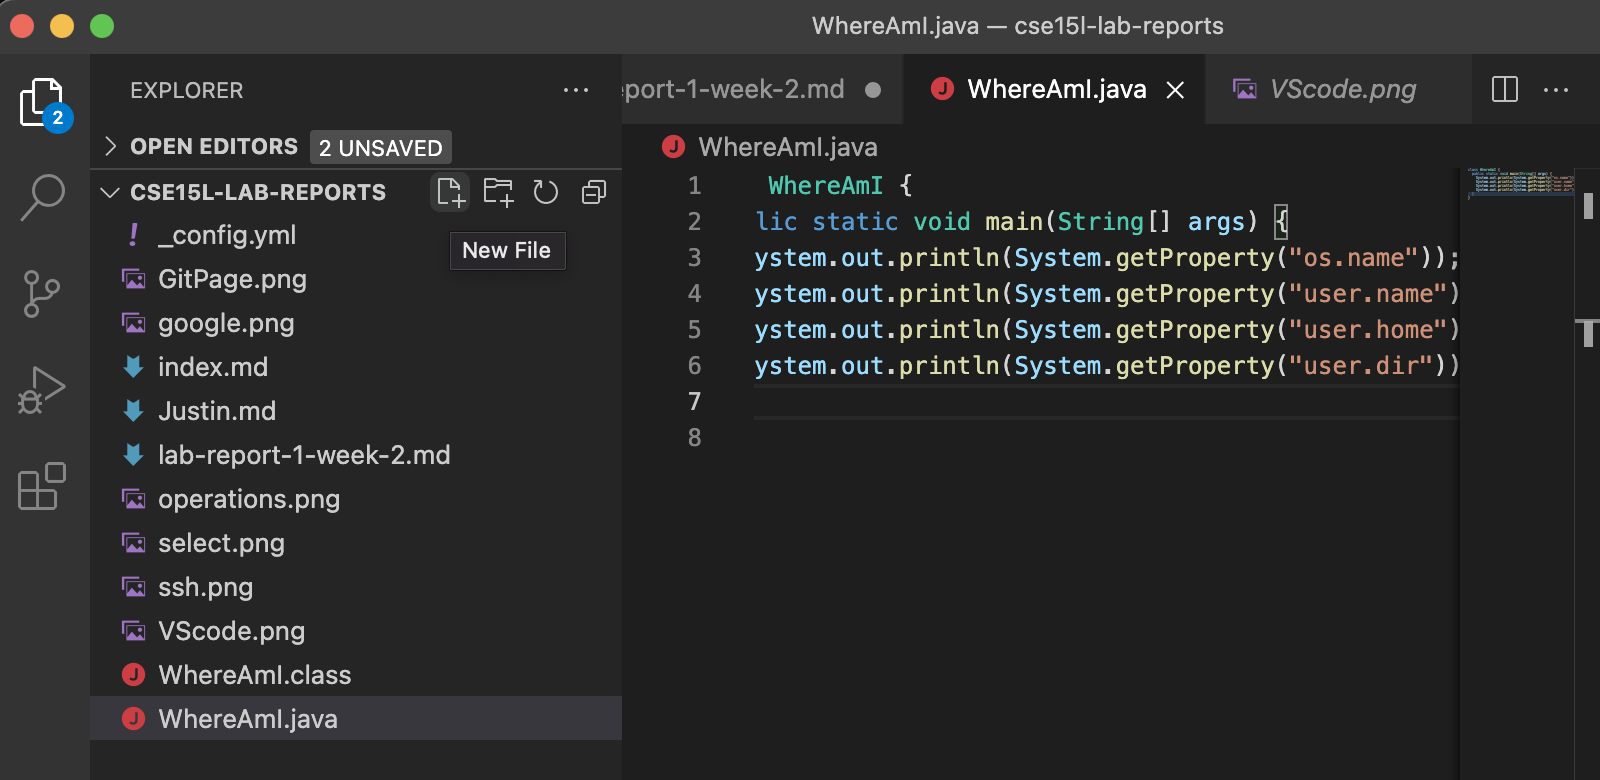 WhereAmI.java — cse15l-lab-reports
EXPLORER
port-1-week-2.md
WhereAmI.java
VScode.png
2
OPEN EDITORS 2 UNSAVED
CSE15L-LAB-REPORTS
New File
_config.yml
GitPage.png
google.png
index.md
Justin.md
lab-report-1-week-2.md
operations.png
select.png
ssh.png
VScode.png
WhereAmI.class
WhereAmI.java
J WhereAmI.java
1 WhereAmI {
2 lic static void main(String[] args) {
3 ystem.out.println(System.getProperty("os.name"));
4 ystem.out.println(System.getProperty("user.name")
5 ystem.out.println(System.getProperty("user.home")
6 ystem.out.println(System.getProperty("user.dir"))
7
8